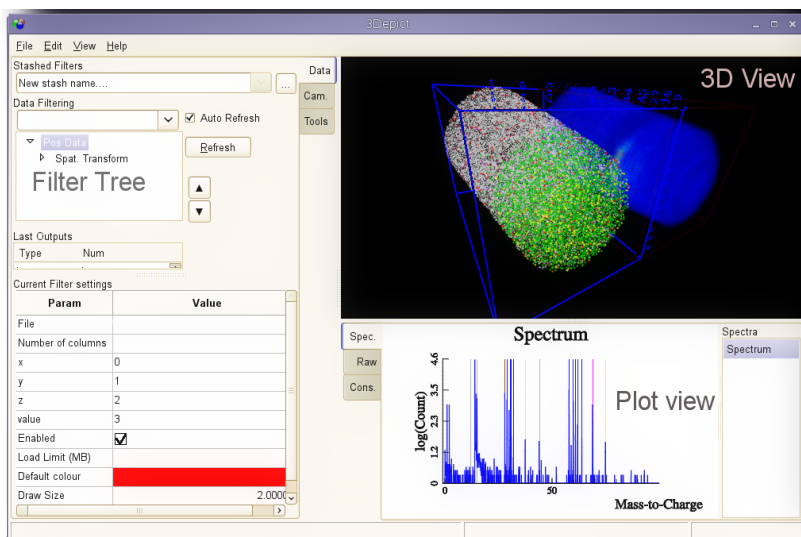 3Depict
File Edit View Help
Stashed Filters
New stash name....
...
Data
Cam.
Tools
Data Filtering
Auto Refresh
Pos Data
Spat. Transform
Refresh
Filter Tree
Last Outputs
Type Num
Current Filter settings
Param Value
File
Number of columns
x 0
y 1
z 2
value 3
Enabled
Load Limit (MB)
Default colour
Draw Size 2.0000
3D View
Spec.
Raw
Cons.
Spectrum
4.6
3.5
2.3
1.2
0
log(Count)
0 50
Mass-to-Charge
Plot view
Spectra
Spectrum